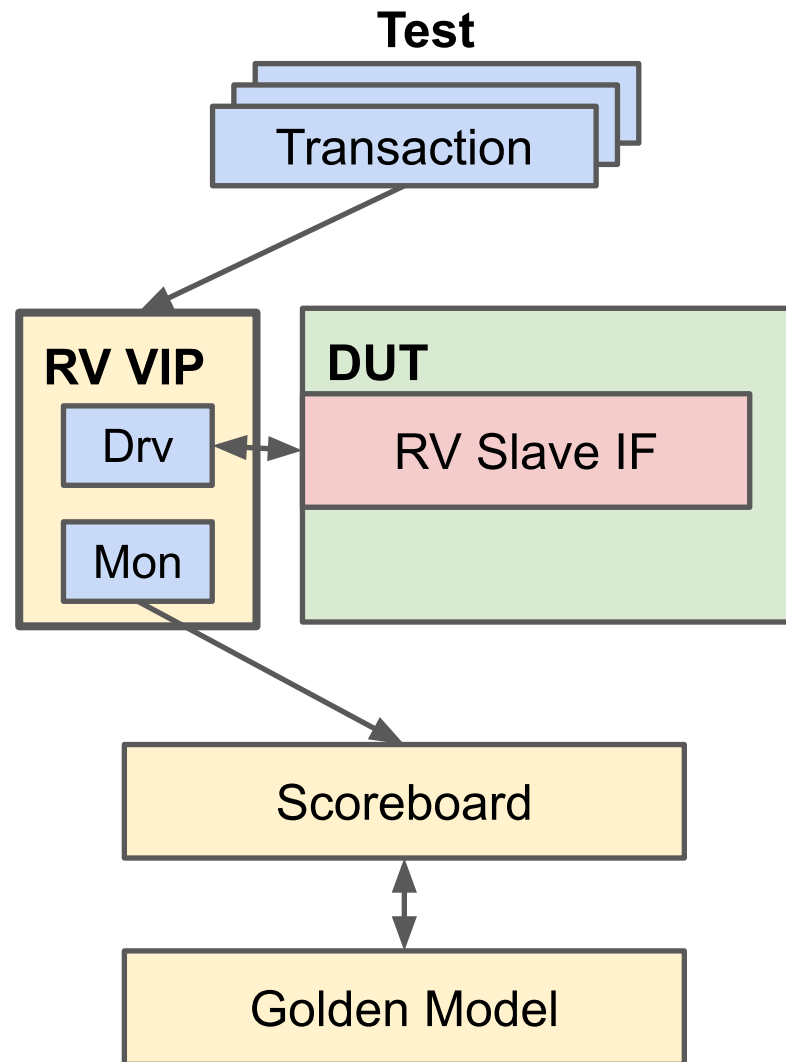 Test
Transaction
RV VIP
DUT
Drv
RV Slave IF
Mon
Scoreboard
Golden Model